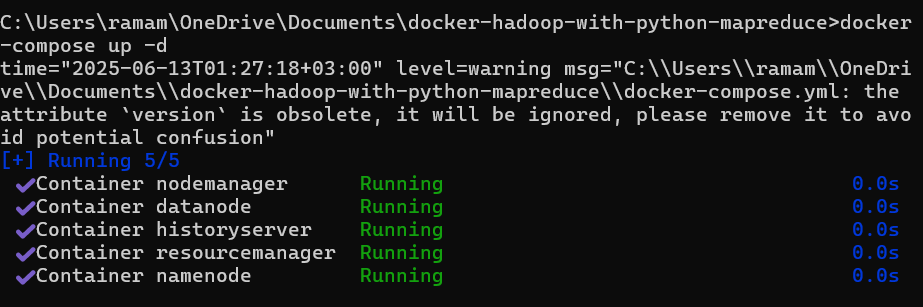 C:\Users\ramam\OneDrive\Documents\docker-hadoop-with-python-mapreduce>docker
-compose up -d
time="2025-06-13T01:27:18+03:00" level=warning msg="C:\\Users\\ramam\\OneDri
ve\\Documents\\docker-hadoop-with-python-mapreduce\\docker-compose.yml: the
attribute `version` is obsolete, it will be ignored, please remove it to avo
id potential confusion"
[+] Running 5/5
✔Container nodemanager Running 0.0s
✔Container datanode Running 0.0s
✔Container historyserver Running 0.0s
✔Container resourcemanager Running 0.0s
✔Container namenode Running 0.0s